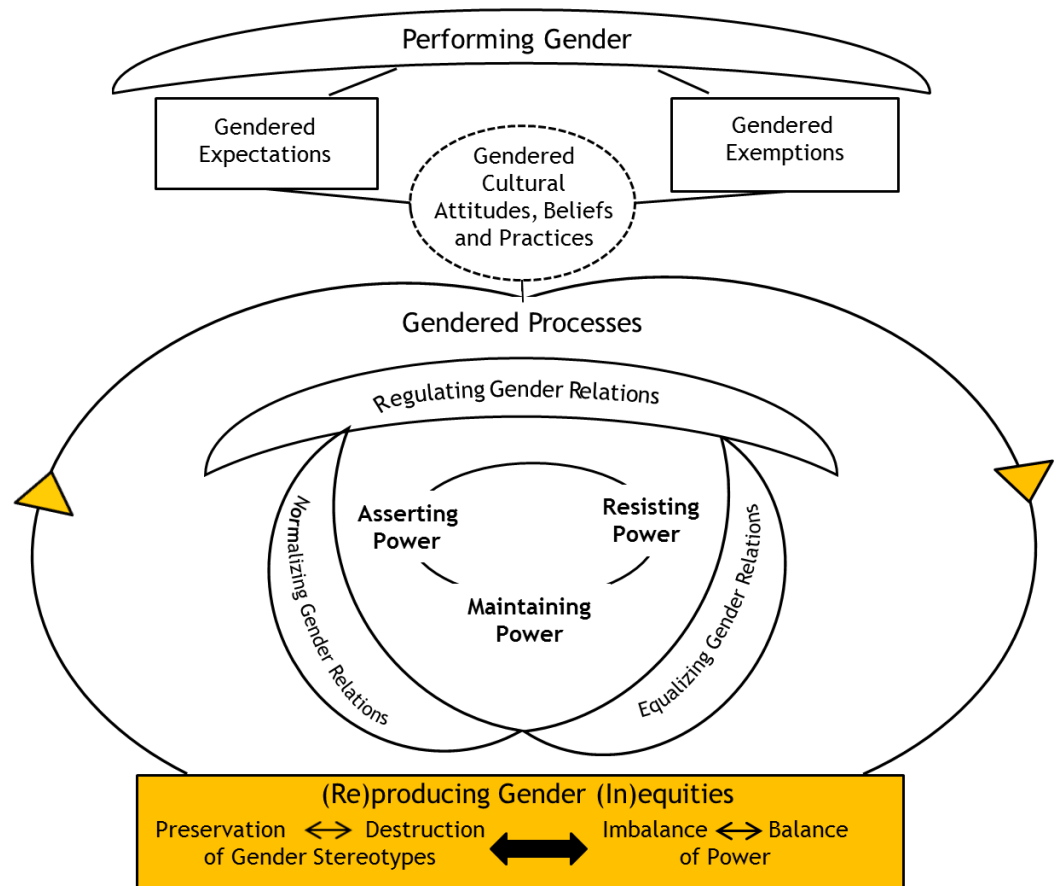 Performing Gender
Gendered
Expectations
Gendered
Exemptions
Gendered
Cultural
Attitudes, Beliefs
and Practices
Gendered Processes
Regulating Gender Relations
Normalizing Gender Relations
Asserting
Power
Resisting
Power
Maintaining
Power
Equalizing Gender Relations
(Re)producing Gender (In)equities
Preservation ↔ Destruction
of Gender Stereotypes
Imbalance ↔ Balance
of Power